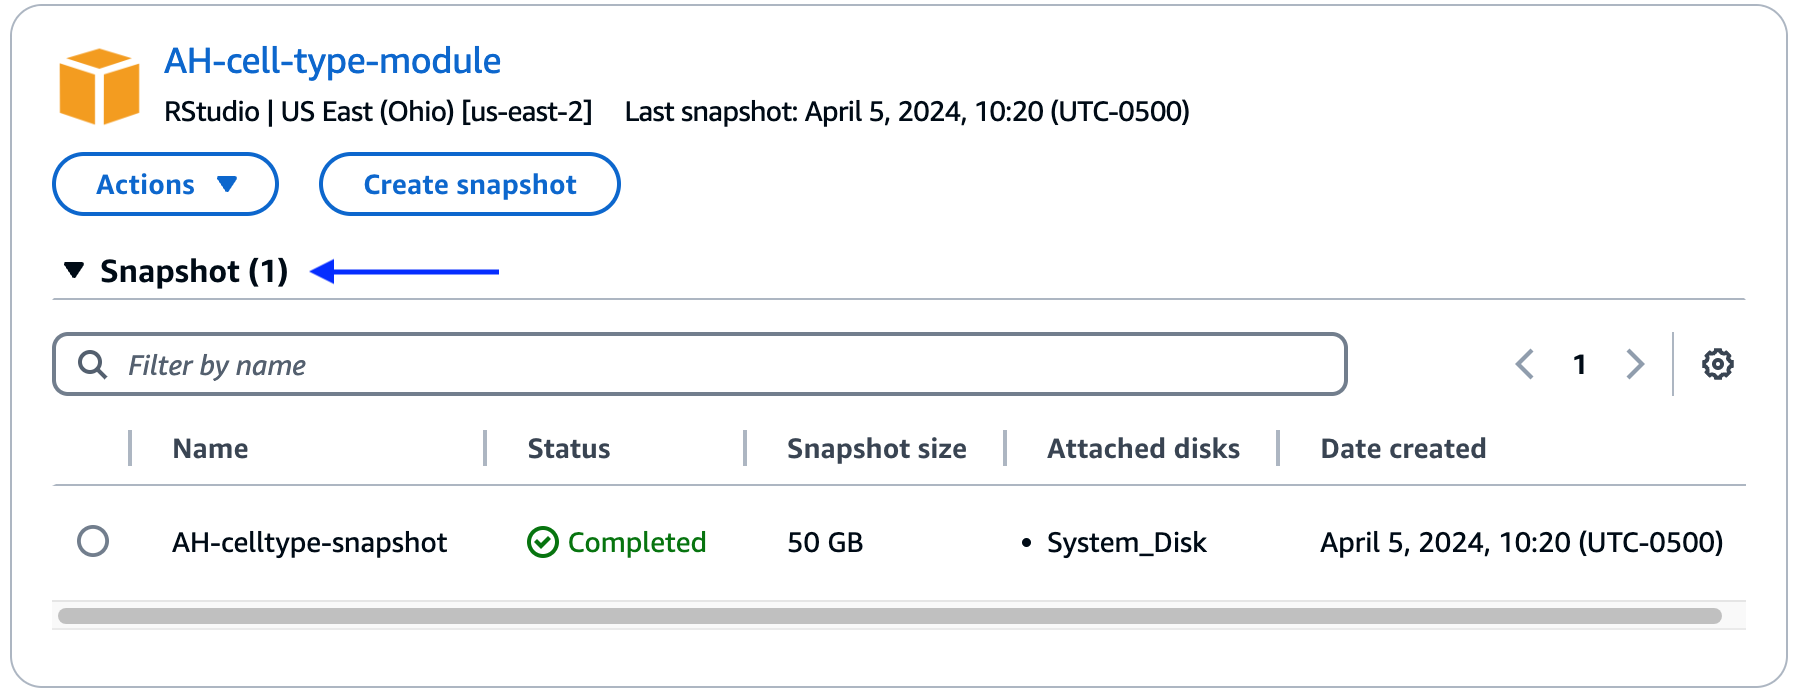 AH-cell-type-module
RStudio | US East (Ohio) [us-east-2] Last snapshot: April 5, 2024, 10:20 (UTC-0500)
Actions Create snapshot
Snapshot (1)
Filter by name 1
Name Status Snapshot size Attached disks Date created
AH-celltype-snapshot Completed 50 GB • System_Disk April 5, 2024, 10:20 (UTC-0500)